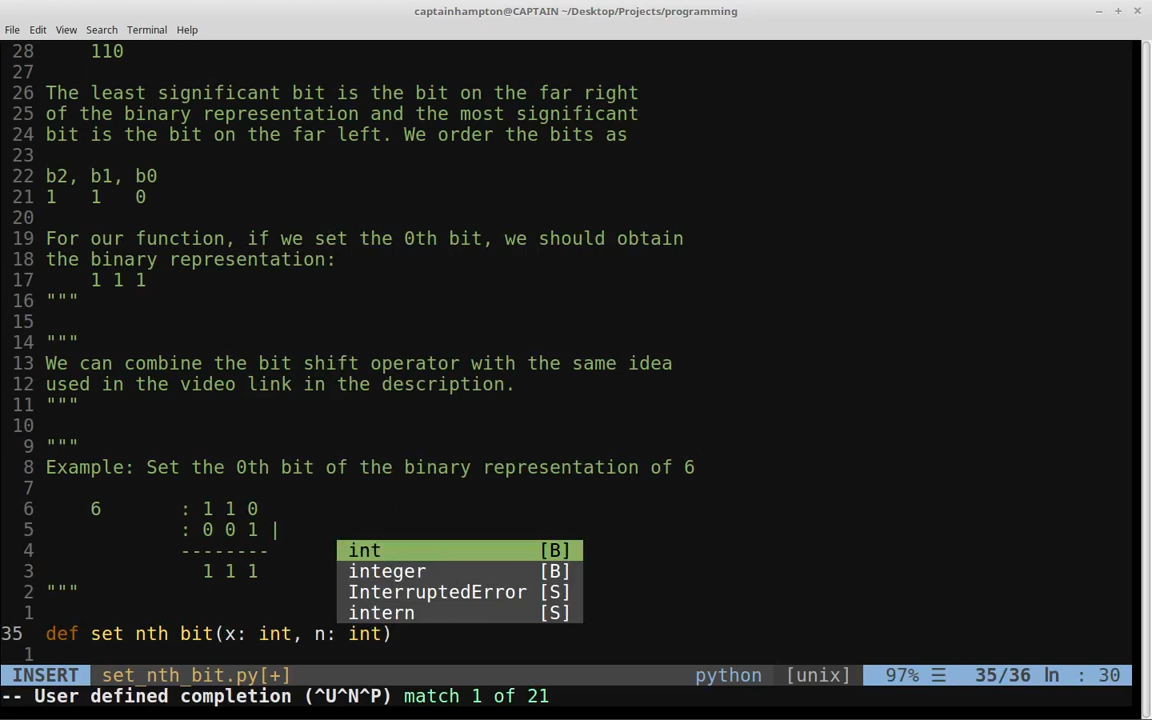 captainhampton@CAPTAIN ~/Desktop/Projects/programming
File Edit View Search Terminal Help
28 110
27
26 The least significant bit is the bit on the far right
25 of the binary representation and the most significant
24 bit is the bit on the far left. We order the bits as
23
22 b2, b1, b0
21 1 1 0
20
19 For our function, if we set the 0th bit, we should obtain
18 the binary representation:
17 1 1 1
16 """
15
14 """
13 We can combine the bit shift operator with the same idea
12 used in the video link in the description.
11 """
10
9 """
8 Example: Set the 0th bit of the binary representation of 6
7
6 6 : 1 1 0
5 : 0 0 1 |
4 --------
3 1 1 1
2 """
1
int [B]
integer [B]
InterruptedError [S]
intern [S]
35 def set_nth_bit(x: int, n: int)
1
INSERT set_nth_bit.py[+] python [unix] 97% ☰ 35/36 ln : 30
-- User defined completion (^U^N^P) match 1 of 21